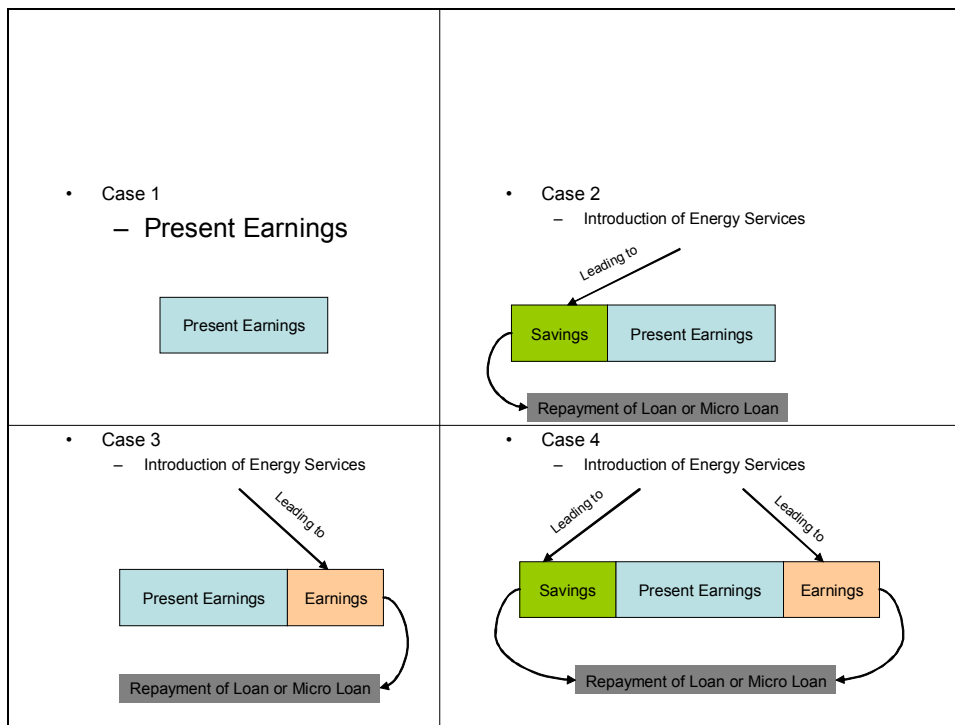 • Case 1
– Present Earnings
Present Earnings
• Case 2
– Introduction of Energy Services
Leading to
Savings
Present Earnings
Repayment of Loan or Micro Loan
• Case 3
– Introduction of Energy Services
Leading to
Present Earnings
Earnings
Repayment of Loan or Micro Loan
• Case 4
– Introduction of Energy Services
Leading to
Leading to
Savings
Present Earnings
Earnings
Repayment of Loan or Micro Loan